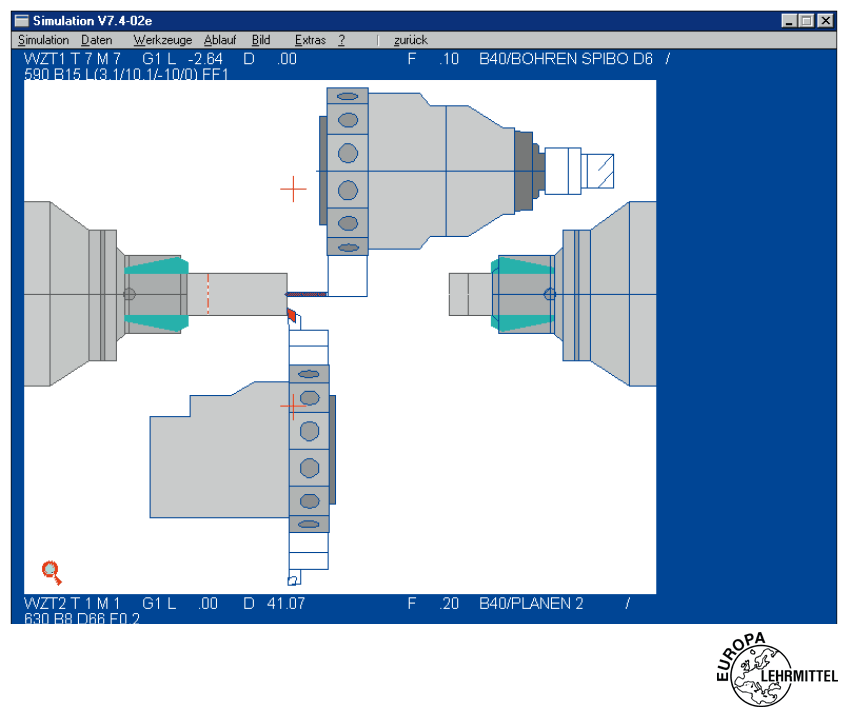 Simulation V7.4-02e
Simulation Daten Werkzeuge Ablauf Bild Extras ? | zurück
WZT1 T 7 M 7 G1 L -2.64 D .00 F .10 B40/BOHREN SPIBO D6 /
590 B15 L(3.1/10.1/-10/0) FF1
WZT2 T 1 M 1 G1 L .00 D 41.07 F .20 B40/PLANEN 2 /
630 B8 D66 F0.2
EUROPA
LEHRMITTEL